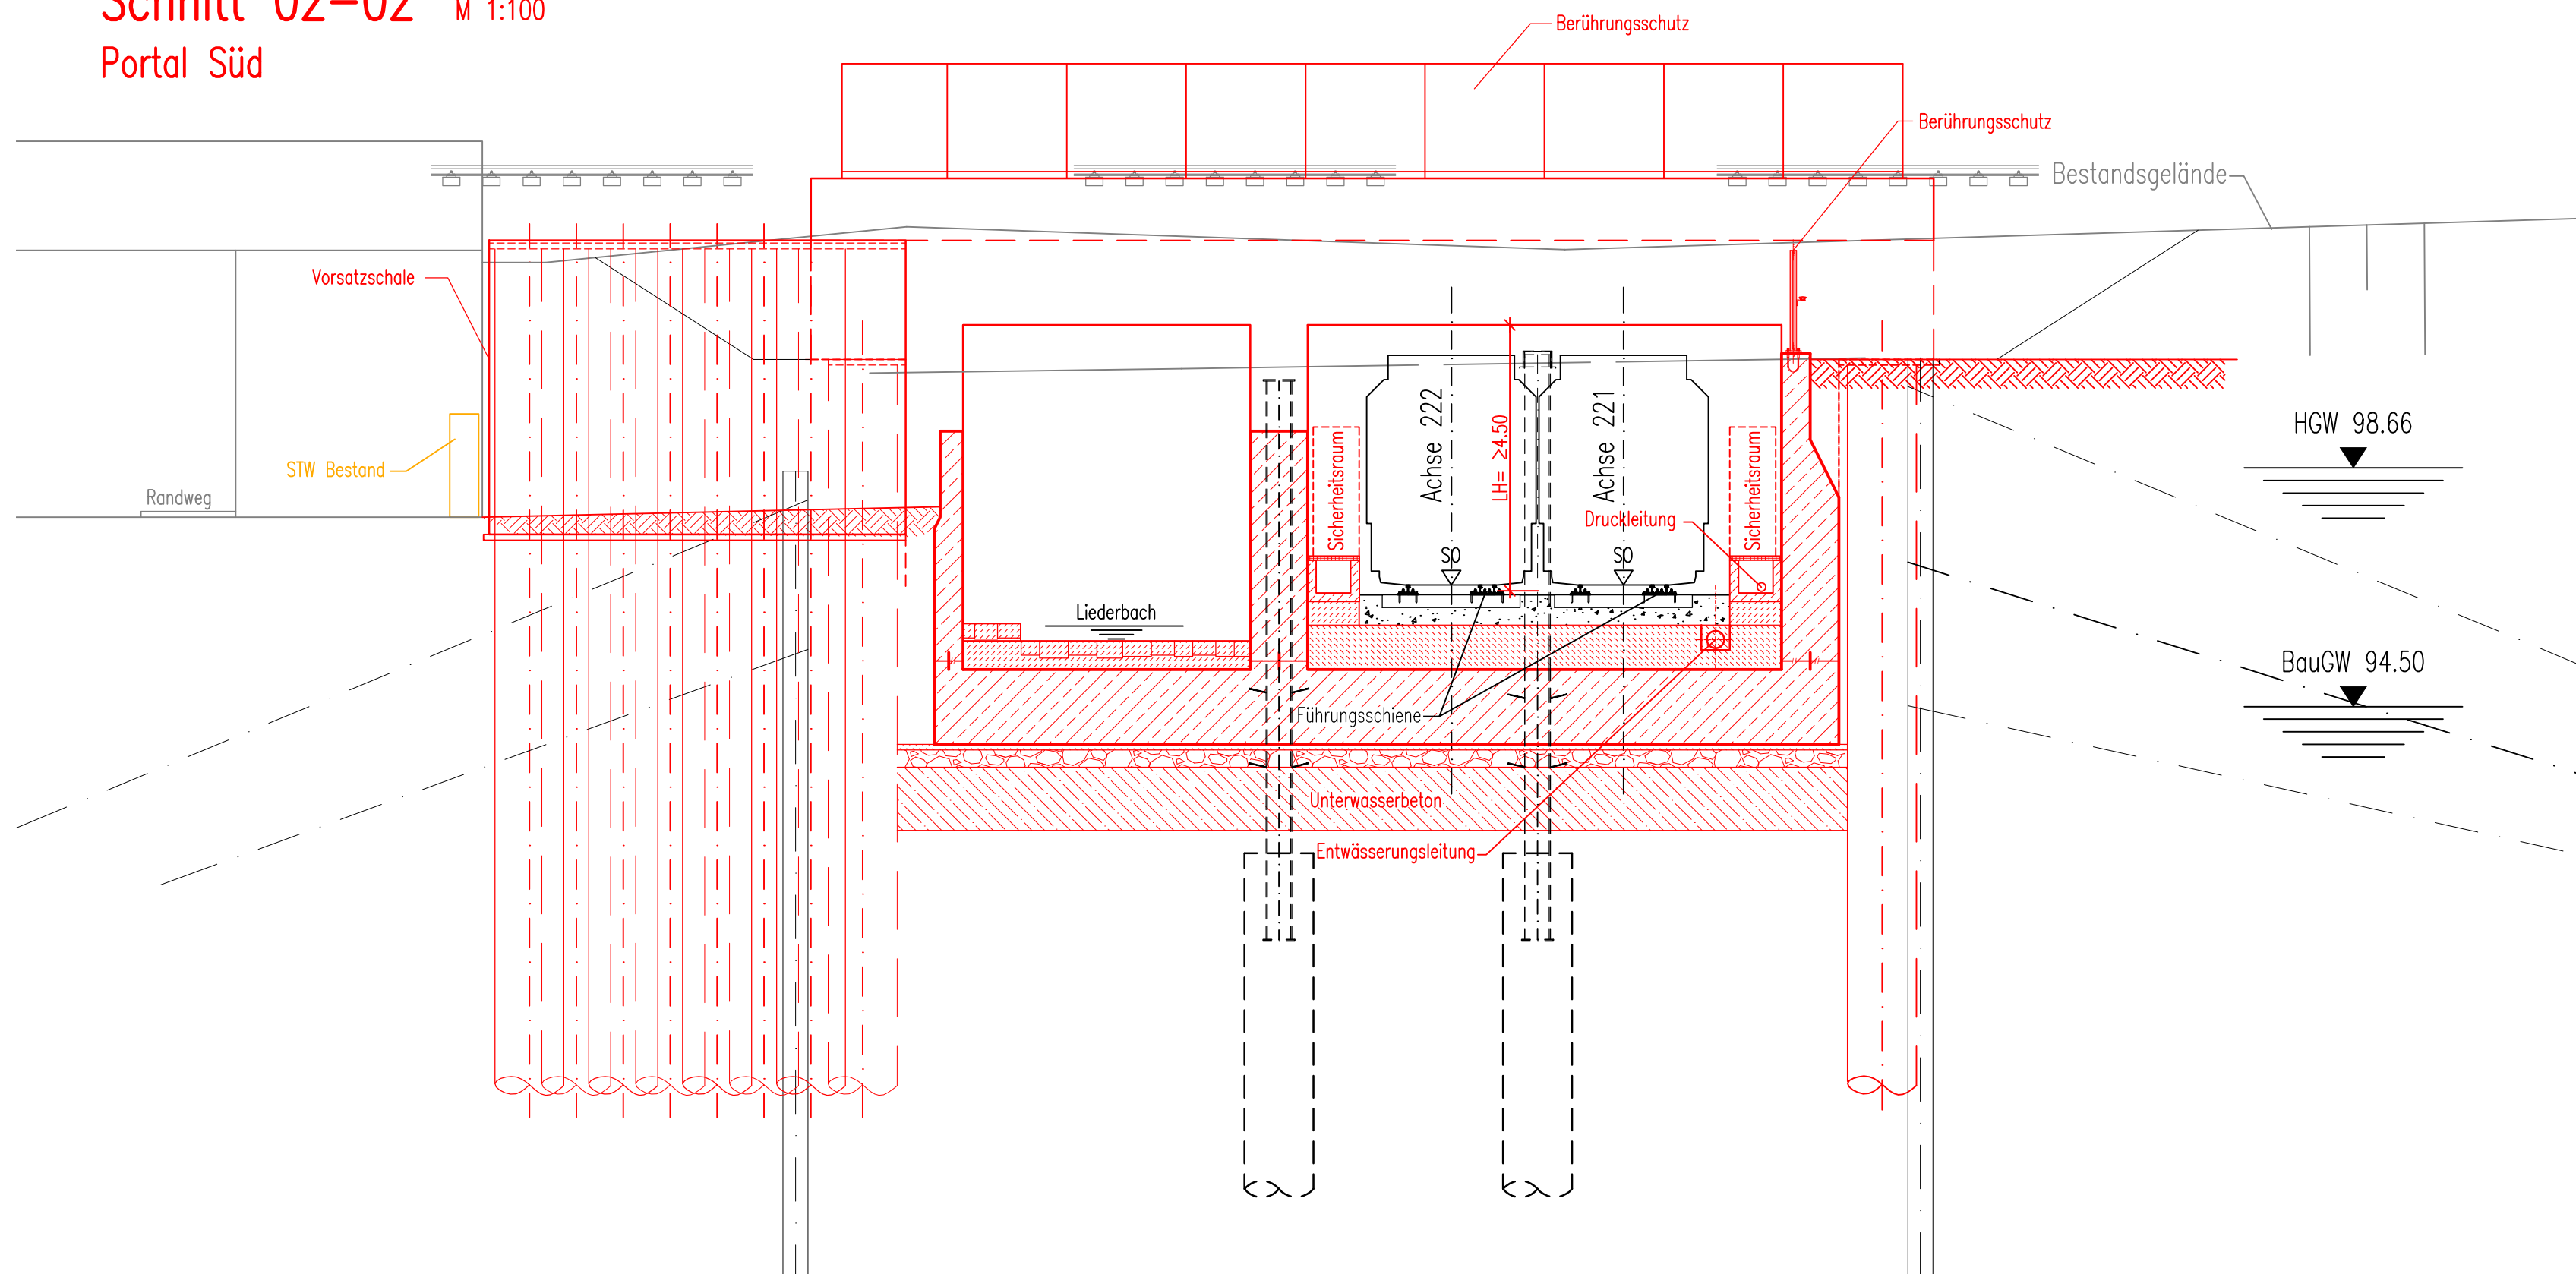 Schnitt 02-02 M 1:100
Portal Süd
Berührungsschutz
Berührungsschutz
Bestandsgelände
Vorsatzschale
STW Bestand
Randweg
Sicherheitsraum
Achse 222
LH= ≥4.50
Achse 221
Sicherheitsraum
Druckleitung
SO
SO
HGW 98.66
Liederbach
BauGW 94.50
Führungsschiene
Unterwasserbeton
Entwässerungsleitung